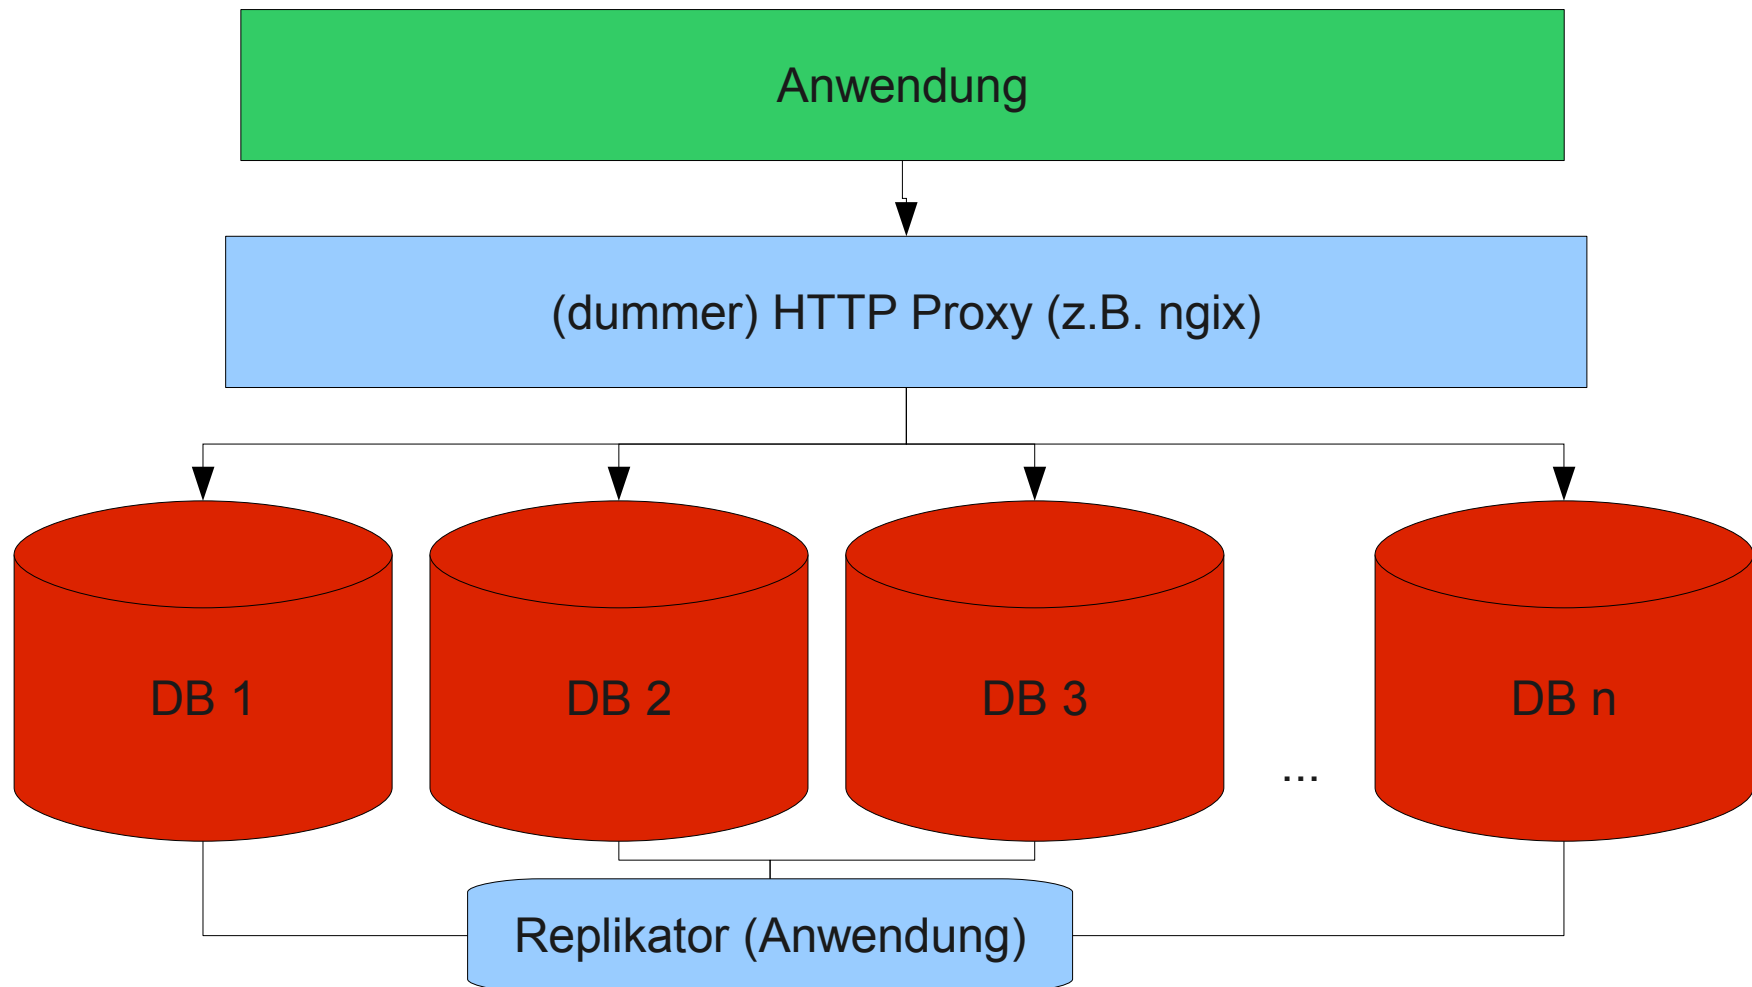 Anwendung
(dummer) HTTP Proxy (z.B. ngix)
DB 1
DB 2
DB 3
...
DB n
Replikator (Anwendung)